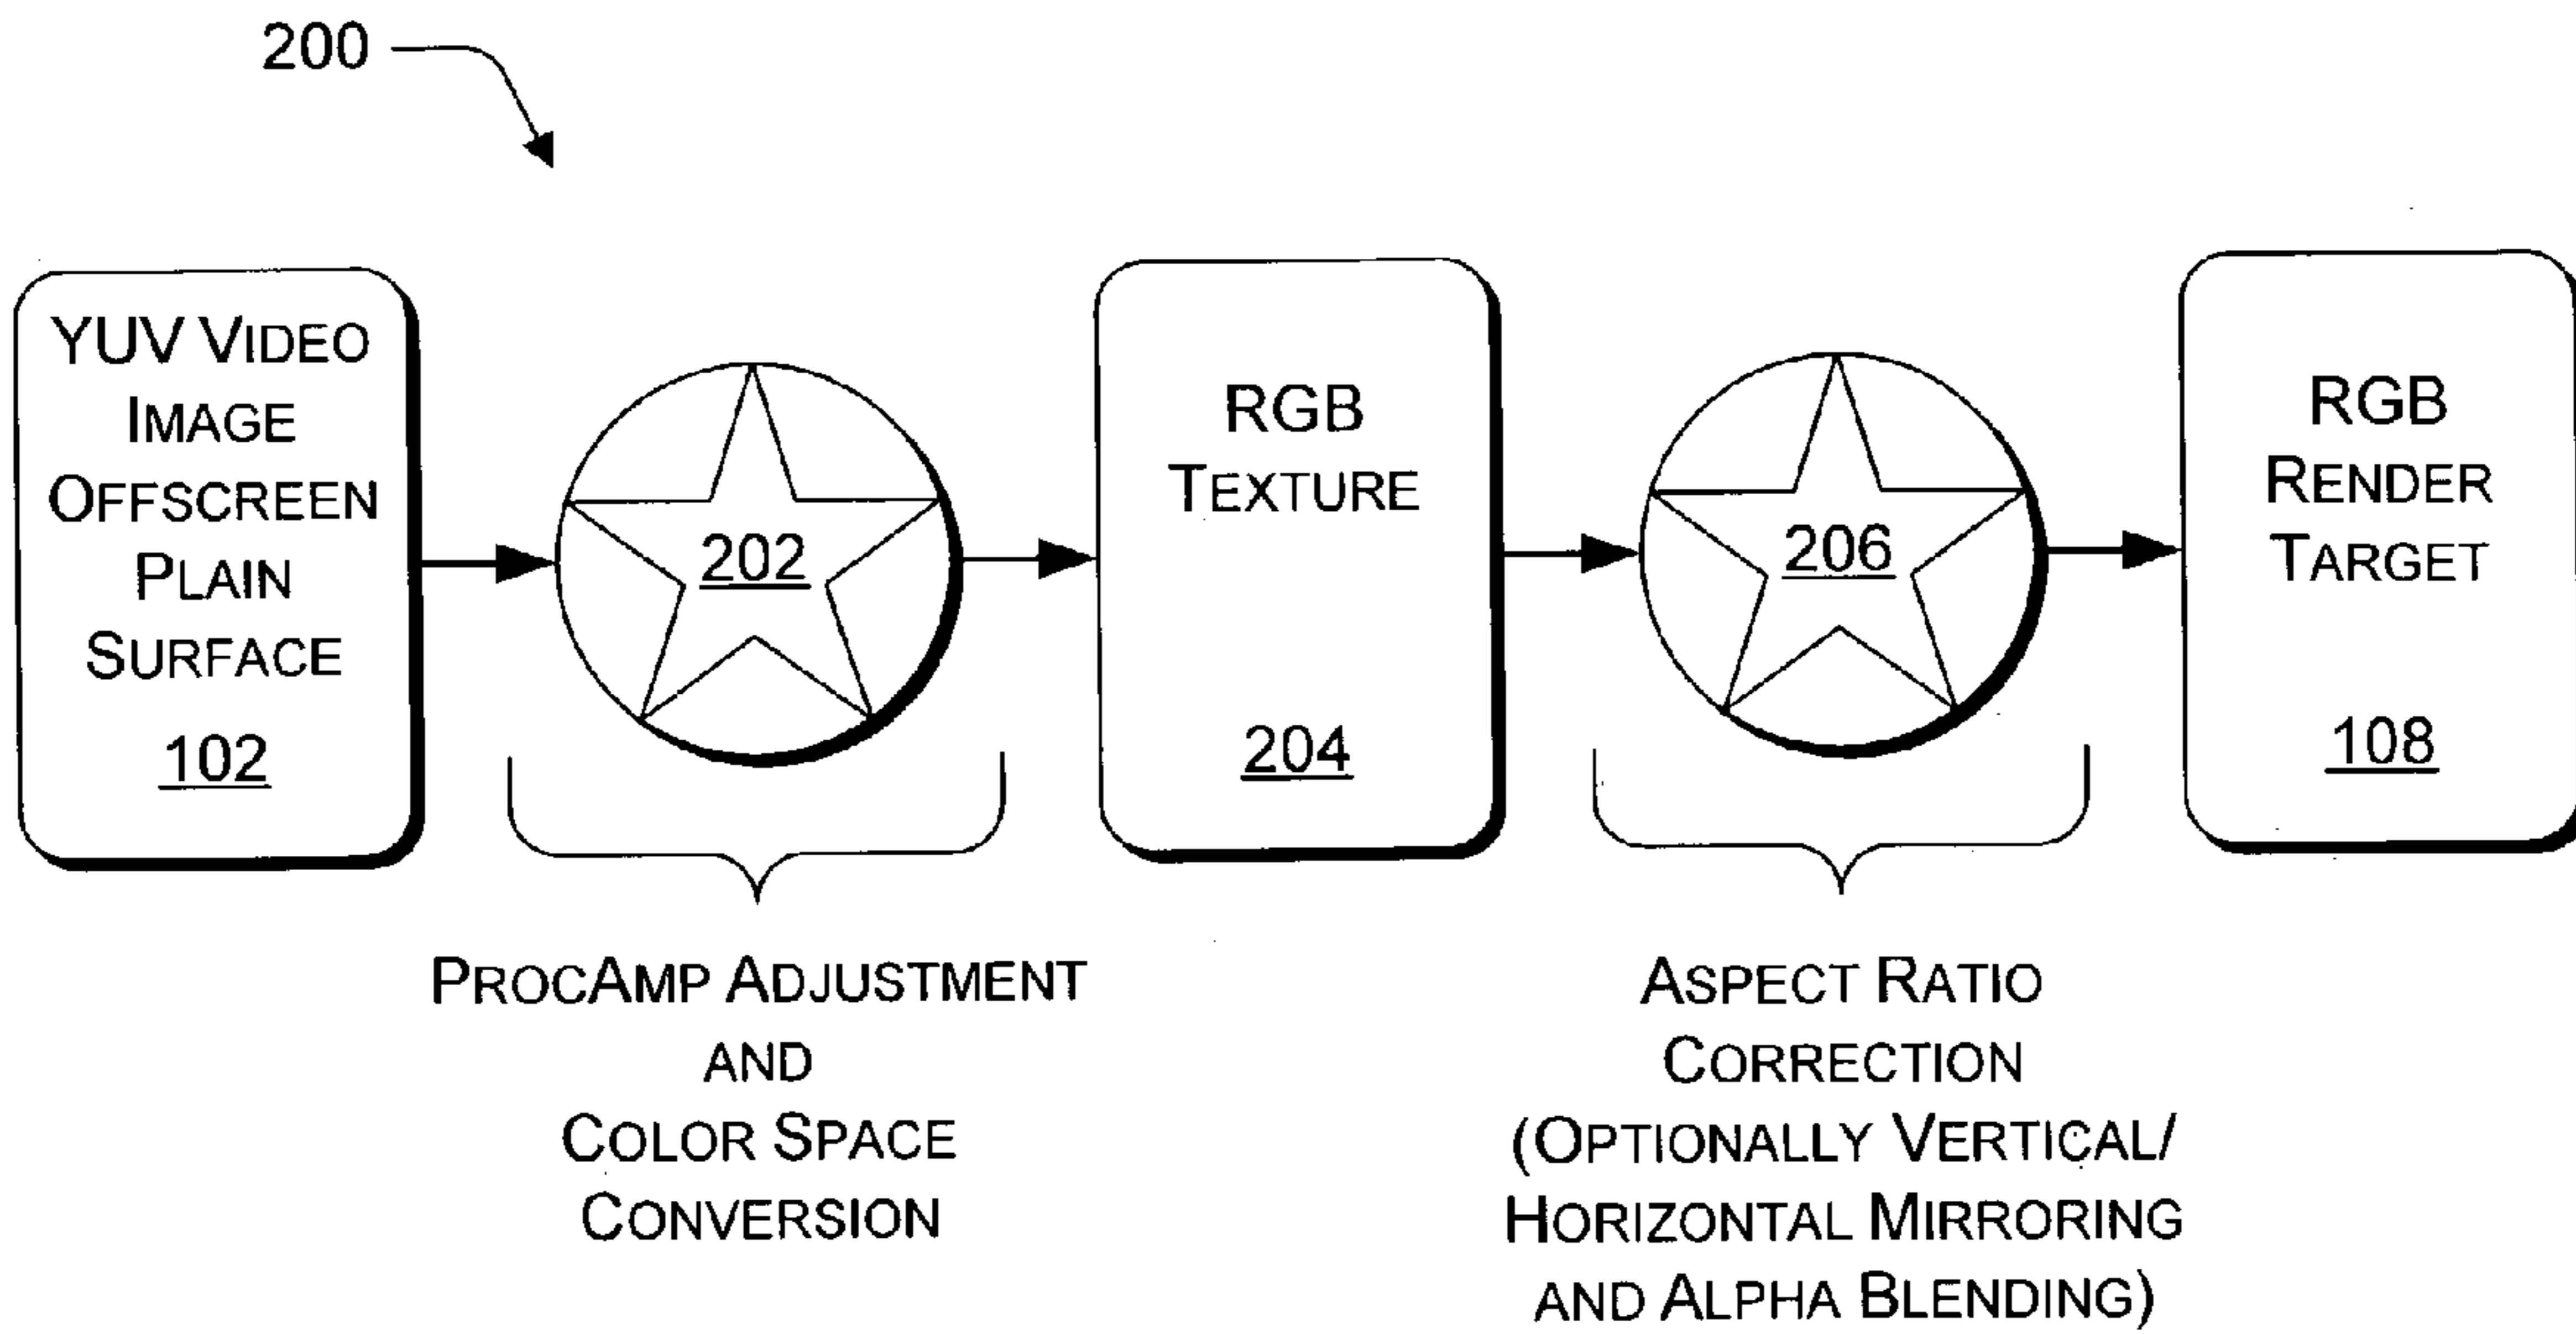 200
YUV VIDEO
IMAGE
OFFSCREEN
PLAIN
SURFACE
102
202
RGB
TEXTURE
204
206
RGB
RENDER
TARGET
108
PROCAMP ADJUSTMENT
AND
COLOR SPACE
CONVERSION
ASPECT RATIO
CORRECTION
(OPTIONALLY VERTICAL/
HORIZONTAL MIRRORING
AND ALPHA BLENDING)